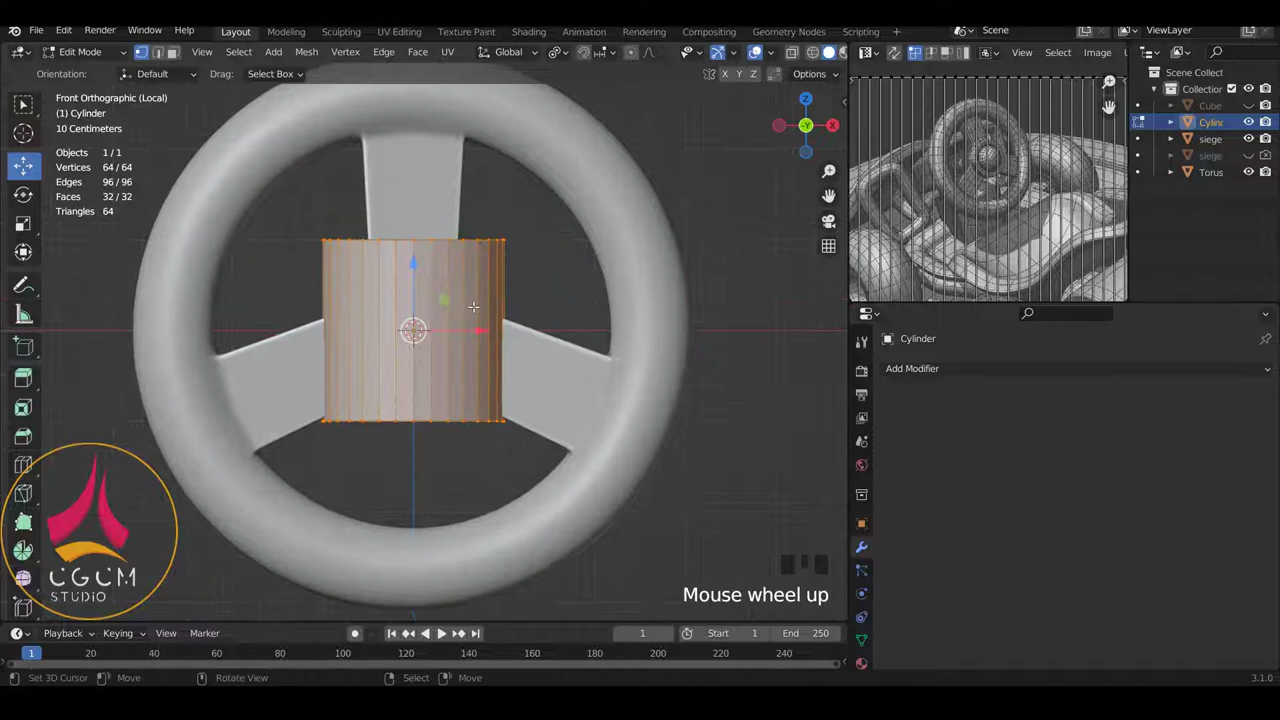 File Edit Render Window Help Layout Modeling Sculpting UV Editing Texture Paint Shading Animation Rendering Compositing Scripting Scene ViewLayer
Edit Mode View Select Add Mesh Vertex Edge Face UV Global View Select Image
Orientation: Default Drag: Select Box X Y Z Options
Scene Collect
Collection
Cube
Cylind
siege
siege
Torus
Front Orthographic (Local)
(1) Cylinder
10 Centimeters
Objects 1 / 1
Vertices 64 / 64
Edges 96 / 96
Faces 32 / 32
Triangles 64
Z
-Y
X
Cylinder
Add Modifier
CGCM
STUDIO
Mouse wheel up
Playback Keying View Marker 1 Start 1 End 250
1 20 40 60 80 100 120 140 160 180 200 220 240
Set 3D Cursor Move Rotate View Select Move 3.1.0